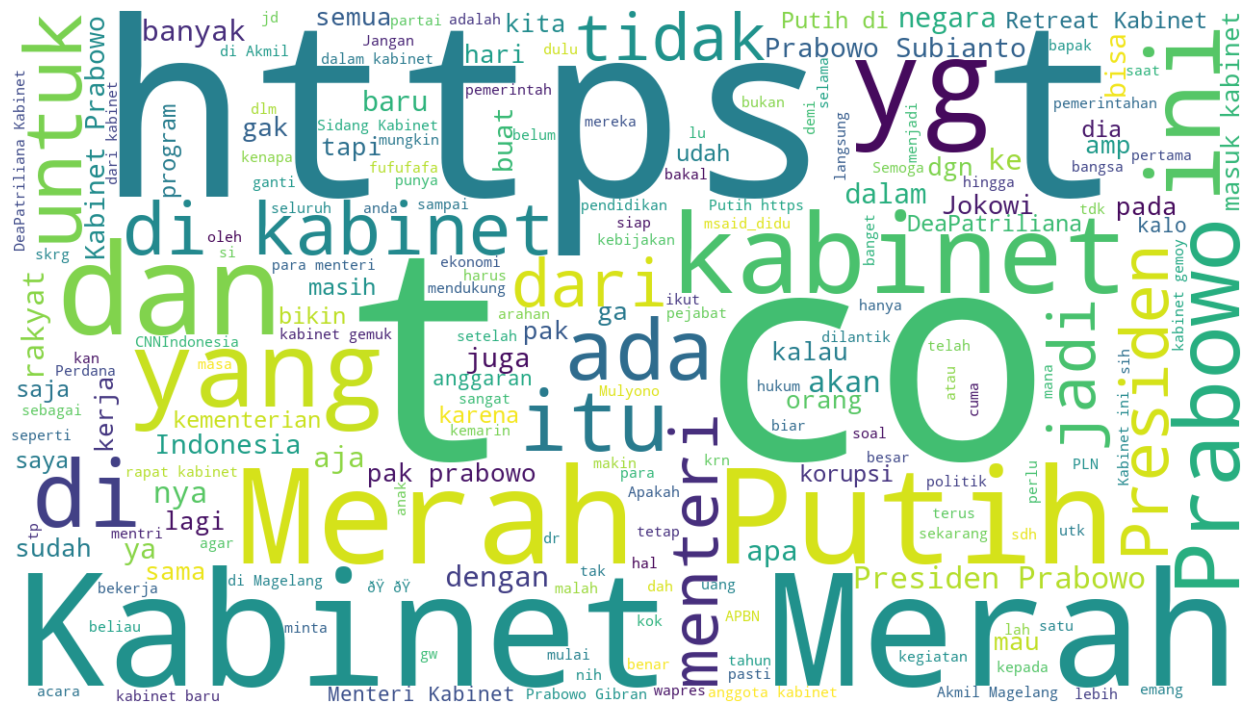 https
t
co
Kabinet Merah
Merah Putih
kabinet
di kabinet
yang
dan
yg
t
ini
untuk
tidak
di
itu
ada
dari
jadi
Presiden
Prabowo
menteri
banyak
jd
semua
partai
adalah
kita
Putih di
negara
Retreat Kabinet
di Akmil
Jangan
dulu
dalam kabinet
hari
Prabowo Subianto
bapak
bisa
saat
masuk kabinet
DeaPatriliana Kabinet
dari kabinet
Kabinet Prabowo
program
dlm
pemerintah
baru
gak
Sidang Kabinet
tapi
mungkin
kenapa
fufufafa
ganti
punya
buat
belum
bukan
mereka
lu
udah
bakal
demi
selama
menjadi
langsung
pemerintahan
dia
amp
dgn
ke
Semoga
pertama
bangsa
hingga
dalam
Jokowi
pada
tdk
DeaPatriliana
kalo
seluruh
anda
sampai
pendidikan
siap
Putih https
msaid_didu
kebijakan
banget
skrg
oleh
si
para menteri
ekonomi
harus
mendukung
masih
ikut
pejabat
hanya
rakyat
bikin
kabinet gemuk
arahan
setelah
pak
ga
dilantik
kabinet gemoy
kan
Perdana
CNNIndonesia
masa
juga
anggaran
sangat
kalau
akan
telah
atau
cuma
mana
sih
Kabinet ini
saja
sebagai
kerja
kementerian
karena
kemarin
Mulyono
hukum
orang
biar
soal
seperti
Indonesia
saya
rapat kabinet
aja
makin
para
krn
besar
PLN
pak prabowo
nya
anak
Apakah
korupsi
politik
perlu
tp
lagi
mentri
agar
tetap
terus
sekarang
sdh
utk
sudah
ya
dr
hal
apa
sama
bekerja
di Magelang
ðŸ ðŸ
dengan
tak
malah
dah
uang
Presiden Prabowo
beliau
minta
kok
APBN
lah
satu
mau
gw
mulai
benar
tahun
kegiatan
kepada
nih
pasti
acara
kabinet baru
Menteri Kabinet
Prabowo Gibran
wapres
anggota kabinet
Akmil Magelang
lebih
emang